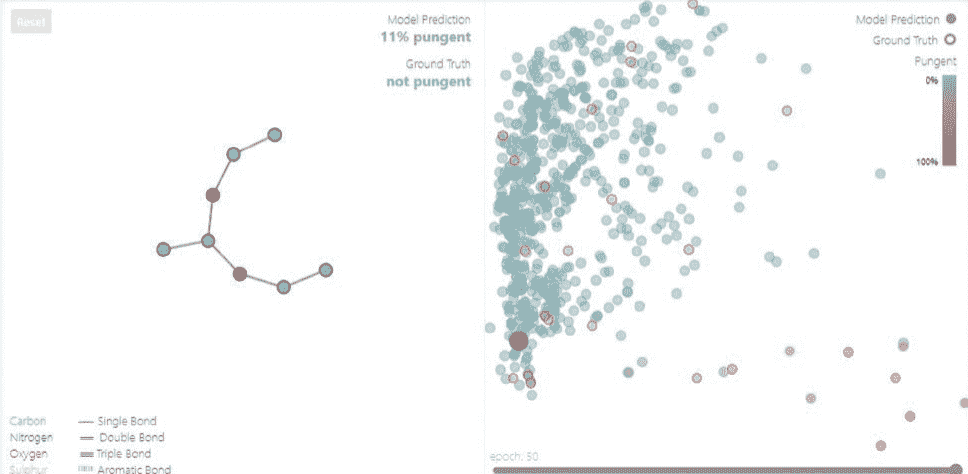 Reset
Model Prediction
11% pungent
Ground Truth
not pungent
Carbon
Nitrogen
Oxygen
Sulphur
Single Bond
Double Bond
Triple Bond
Aromatic Bond
Model Prediction
Ground Truth
Pungent
0%
100%
epoch: 50